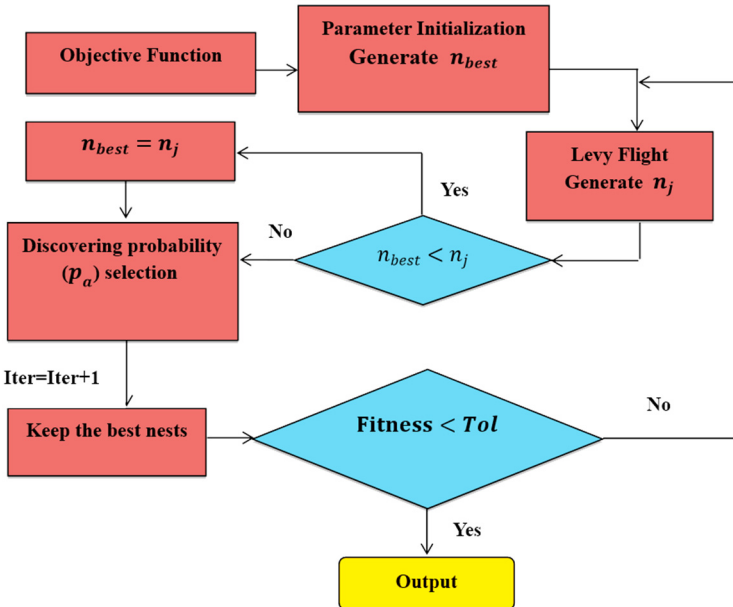 Objective Function
Parameter Initialization
Generate n_best
n_best = n_j
Levy Flight
Generate n_j
Yes
No
n_best < n_j
Discovering probability
(p_a) selection
Iter=Iter+1
Keep the best nests
Fitness < Tol
No
Yes
Output